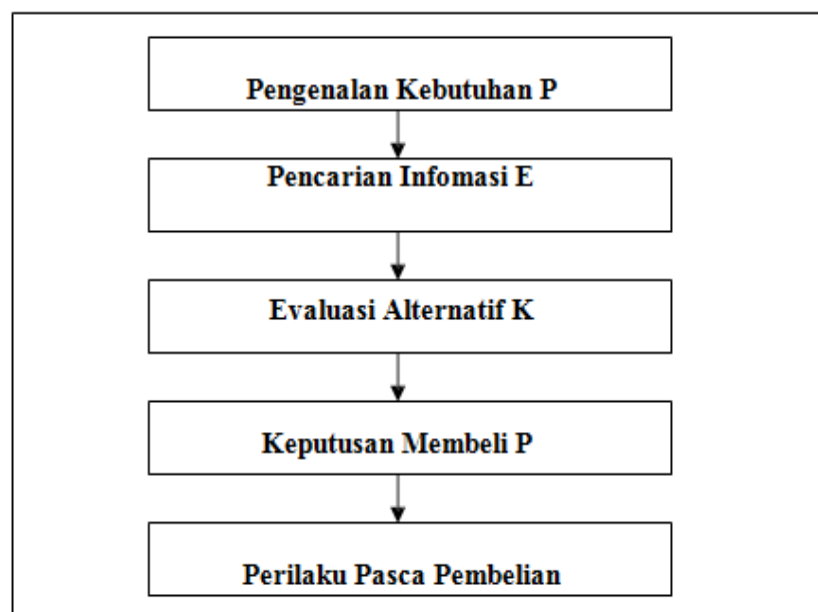 Pengenalan Kebutuhan P
Pencarian Infomasi E
Evaluasi Alternatif K
Keputusan Membeli P
Perilaku Pasca Pembelian